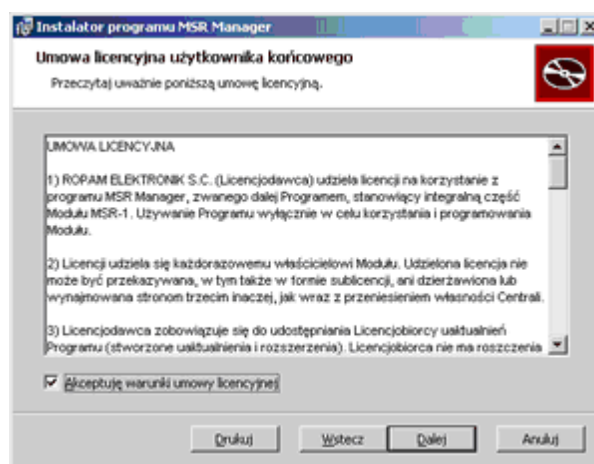 Instalator programu MSR Manager
Umowa licencyjna użytkownika końcowego
Przeczytaj uważnie poniższą umowę licencyjną.
UMOWA LICENCYJNA
1) ROPAM ELEKTRONIK S.C. (Licencjodawca) udziela licencji na korzystanie z
programu MSR Manager, zwanego dalej Programem, stanowiący integralną część
Modułu MSR-1. Używanie Programu wyłącznie w celu korzystania i programowania
Modułu.
2) Licencji udziela się każdorazowemu właścicielowi Modułu. Udzielona licencja nie
może być przekazywana, w tym także w formie sublicencji, ani dzierżawiona lub
wynajmowana stronom trzecim inaczej, jak wraz z przeniesieniem własności Centrali.
3) Licencjodawca zobowiązuje się do udostępniania Licencjobiorcy uaktualnień
Programu (stworzone uaktualnienia i rozszerzenia). Licencjobiorca nie ma roszczenia
Akceptuję warunki umowy licencyjnej
Drukuj Wstecz Dalej Anuluj